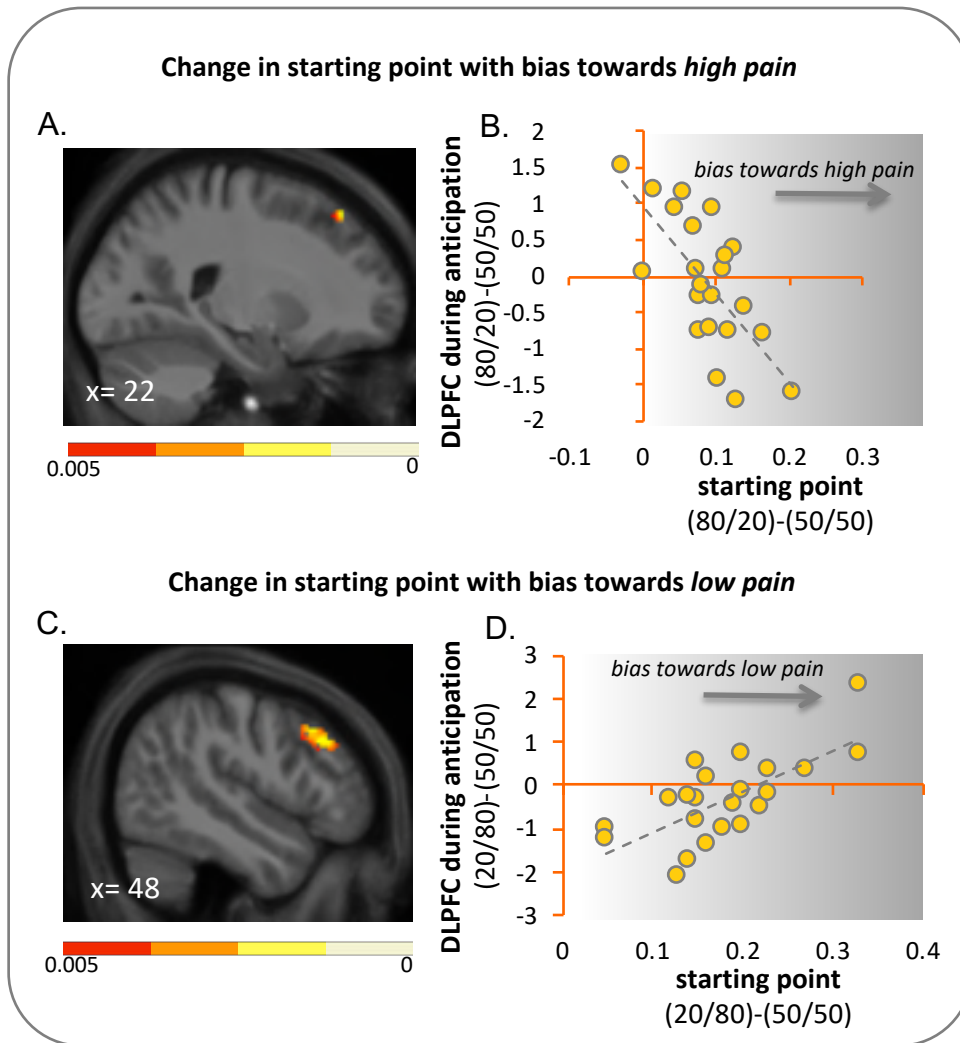 Change in starting point with bias towards high pain
A.
x= 22
0.005
0
B.
DLPFC during anticipation
(80/20)-(50/50)
2
1.5
1
0.5
0
-0.5
-1
-1.5
-2
bias towards high pain
-0.1
0
0.1
0.2
0.3
starting point
(80/20)-(50/50)
Change in starting point with bias towards low pain
C.
x= 48
0.005
0
D.
DLPFC during anticipation
(20/80)-(50/50)
3
2
1
0
-1
-2
-3
bias towards low pain
0
0.1
0.2
0.3
0.4
starting point
(20/80)-(50/50)